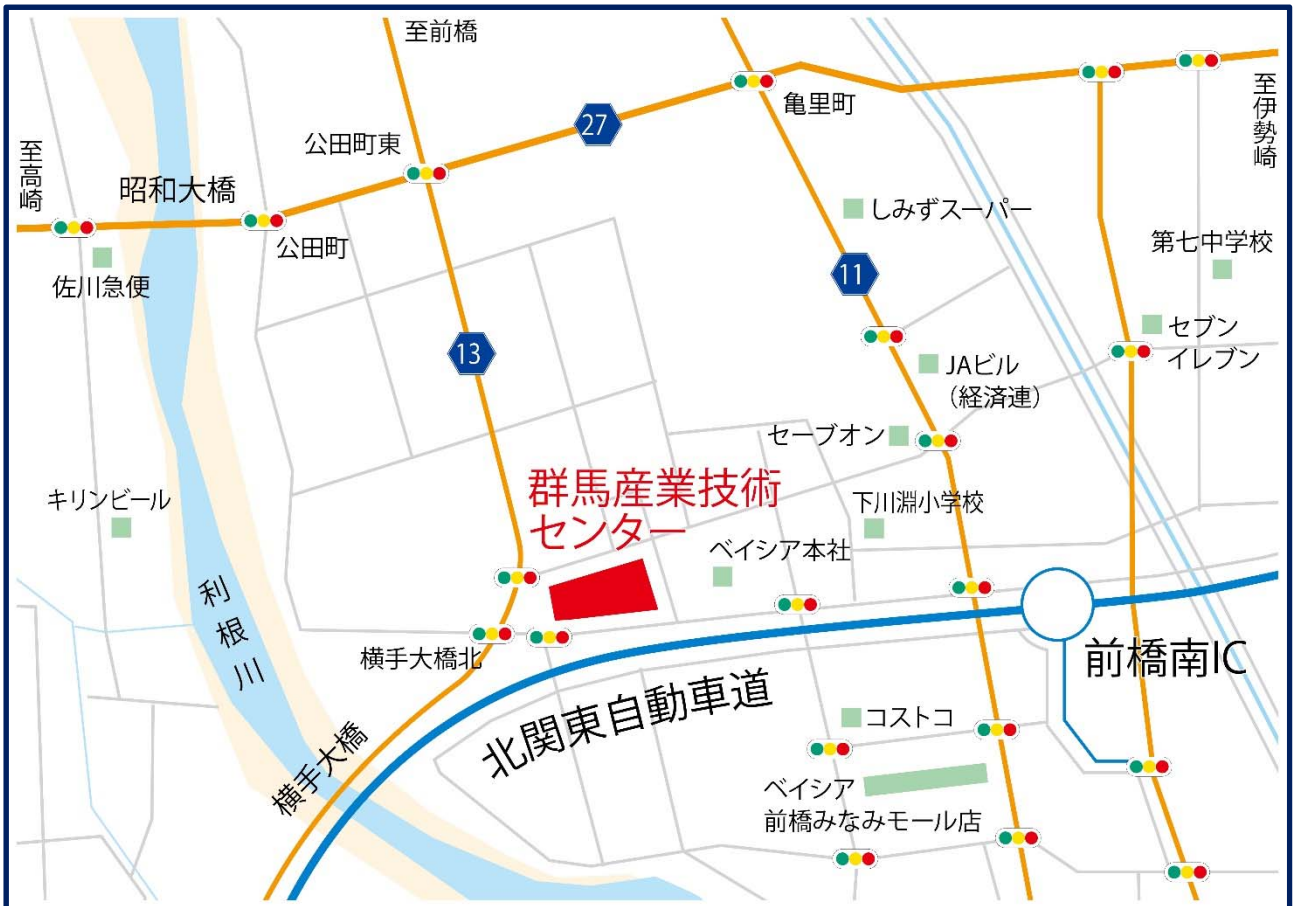 至前橋
亀里町
至伊勢崎
27
公田町東
至高崎
昭和大橋
公田町
佐川急便
しみずスーパー
第七中学校
11
セブン
イレブン
13
JAビル
（経済連）
セーブオン
キリンビール
群馬産業技術
センター
下川淵小学校
ベイシア本社
利根川
横手大橋北
前橋南IC
北関東自動車道
横手大橋
コストコ
ベイシア
前橋みなみモール店